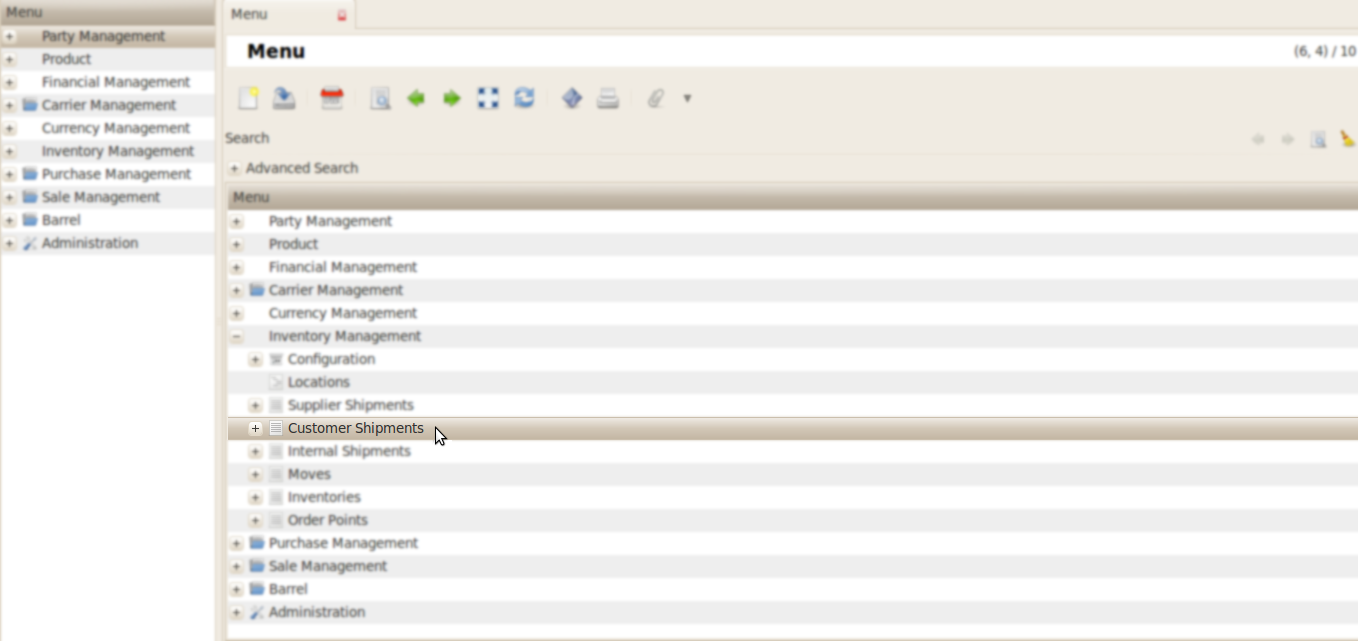 Menu
Party Management
Product
Financial Management
Carrier Management
Currency Management
Inventory Management
Purchase Management
Sale Management
Barrel
Administration
Menu
Menu
(6, 4) / 10
Search
Advanced Search
Menu
Party Management
Product
Financial Management
Carrier Management
Currency Management
Inventory Management
Configuration
Locations
Supplier Shipments
Customer Shipments
Internal Shipments
Moves
Inventories
Order Points
Purchase Management
Sale Management
Barrel
Administration